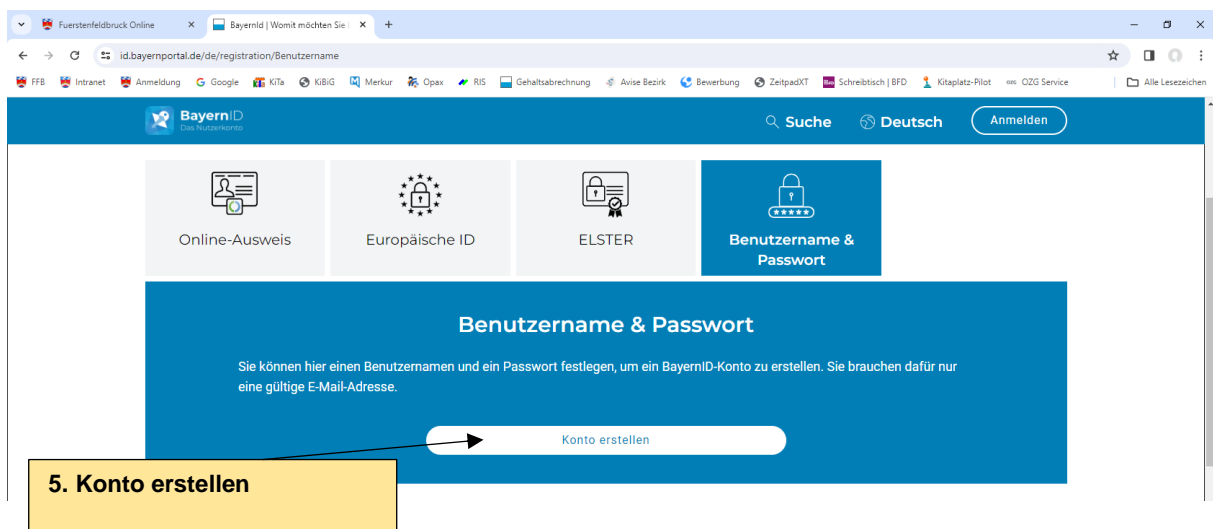 Fuerstenfeldbruck Online
BayernId | Womit möchten Sie
id.bayernportal.de/de/registration/Benutzername
FFB Intranet Anmeldung Google KiTa KiBiG Merkur Opax RIS Gehaltsabrechnung Avise Bezirk Bewerbung ZeitpadXT Schreibtisch | BFD Kitaplatz-Pilot OZG Service Alle Lesezeichen
BayernID
Das Nutzerkonto
Suche Deutsch Anmelden
Online-Ausweis
Europäische ID
ELSTER
Benutzername &
Passwort
Benutzername & Passwort
Sie können hier einen Benutzernamen und ein Passwort festlegen, um ein BayernID-Konto zu erstellen. Sie brauchen dafür nur
eine gültige E-Mail-Adresse.
Konto erstellen
5. Konto erstellen